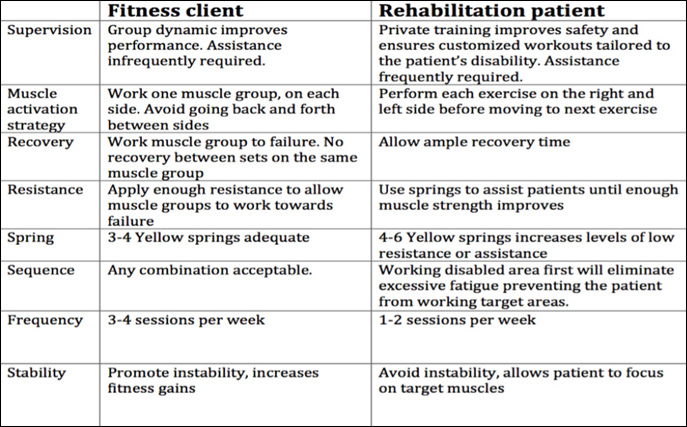 Fitness client Rehabilitation patient
Supervision Group dynamic improves Private training improves safety and
performance. Assistance ensures customized workouts tailored to
infrequently required. the patient's disability. Assistance
frequently required.
Muscle Work one muscle group, on each Perform each exercise on the right and
activation side. Avoid going back and forth left side before moving to next exercise
strategy between sides
Recovery Work muscle group to failure. No Allow ample recovery time
recovery between sets on the same
muscle group
Resistance Apply enough resistance to allow Use springs to assist patients until enough
muscle groups to work towards muscle strength improves
failure
Spring 3-4 Yellow springs adequate 4-6 Yellow springs increases levels of low
resistance or assistance
Sequence Any combination acceptable. Working disabled area first will eliminate
excessive fatigue preventing the patient
from working target areas.
Frequency 3-4 sessions per week 1-2 sessions per week
Stability Promote instability, increases Avoid instability, allows patient to focus
fitness gains on target muscles